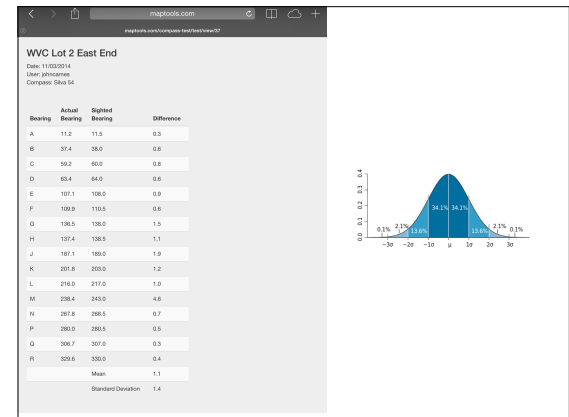 maptools.com
maptools.com/compass-test/test/view/37
WVC Lot 2 East End
Date: 11/03/2014
User: johncarnes
Compass: Silva 54
Bearing Actual Bearing Sighted Bearing Difference
A 11.2 11.5 0.3
B 37.4 38.0 0.6
C 59.2 60.0 0.8
D 83.4 84.0 0.6
E 107.1 108.0 0.9
F 109.9 110.5 0.6
G 136.5 138.0 1.5
H 137.4 138.5 1.1
J 187.1 189.0 1.9
K 201.8 203.0 1.2
L 216.0 217.0 1.0
M 238.4 243.0 4.6
N 267.8 268.5 0.7
P 280.0 280.5 0.5
Q 306.7 307.0 0.3
R 329.6 330.0 0.4
Mean 1.1
Standard Deviation 1.4
0.4
0.3
0.2
0.1
0.0
34.1% 34.1%
0.1% 2.1% 13.6% 13.6% 2.1% 0.1%
−3σ −2σ −1σ μ 1σ 2σ 3σ